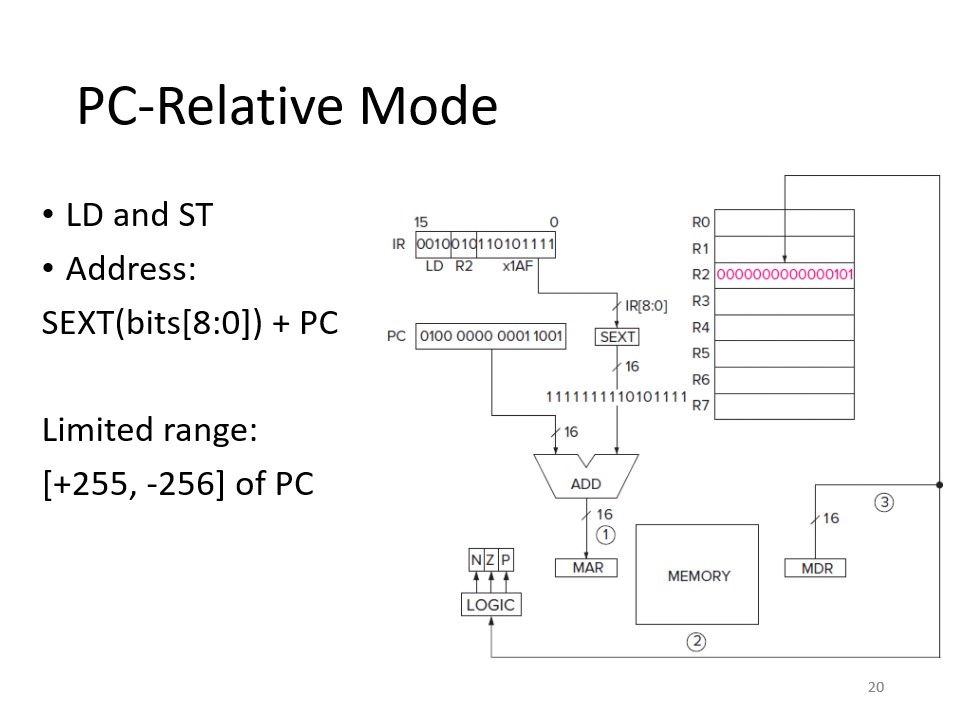 PC-Relative Mode
• LD and ST
• Address:
SEXT(bits[8:0]) + PC
Limited range:
[+255, -256] of PC
15 0
IR 0010 010 110101111
LD R2 x1AF
IR[8:0]
PC 0100 0000 0001 1001
SEXT
16
1111111110101111
16
ADD
16
1
MAR
N Z P
LOGIC
MEMORY
2
R0
R1
R2 0000000000000101
R3
R4
R5
R6
R7
3
16
MDR
20